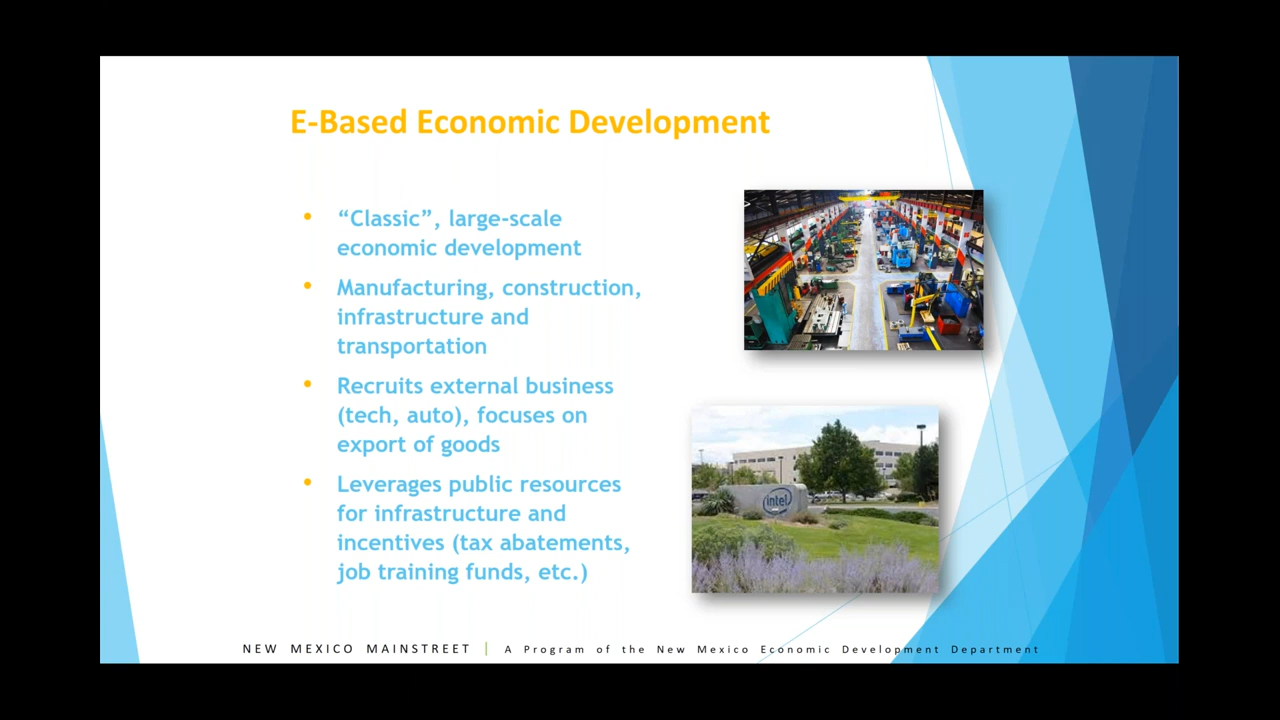 E-Based Economic Development
• “Classic”, large-scale
economic development
• Manufacturing, construction,
infrastructure and
transportation
• Recruits external business
(tech, auto), focuses on
export of goods
• Leverages public resources
for infrastructure and
incentives (tax abatements,
job training funds, etc.)
intel
NEW MEXICO MAINSTREET | A Program of the New Mexico Economic Development Department